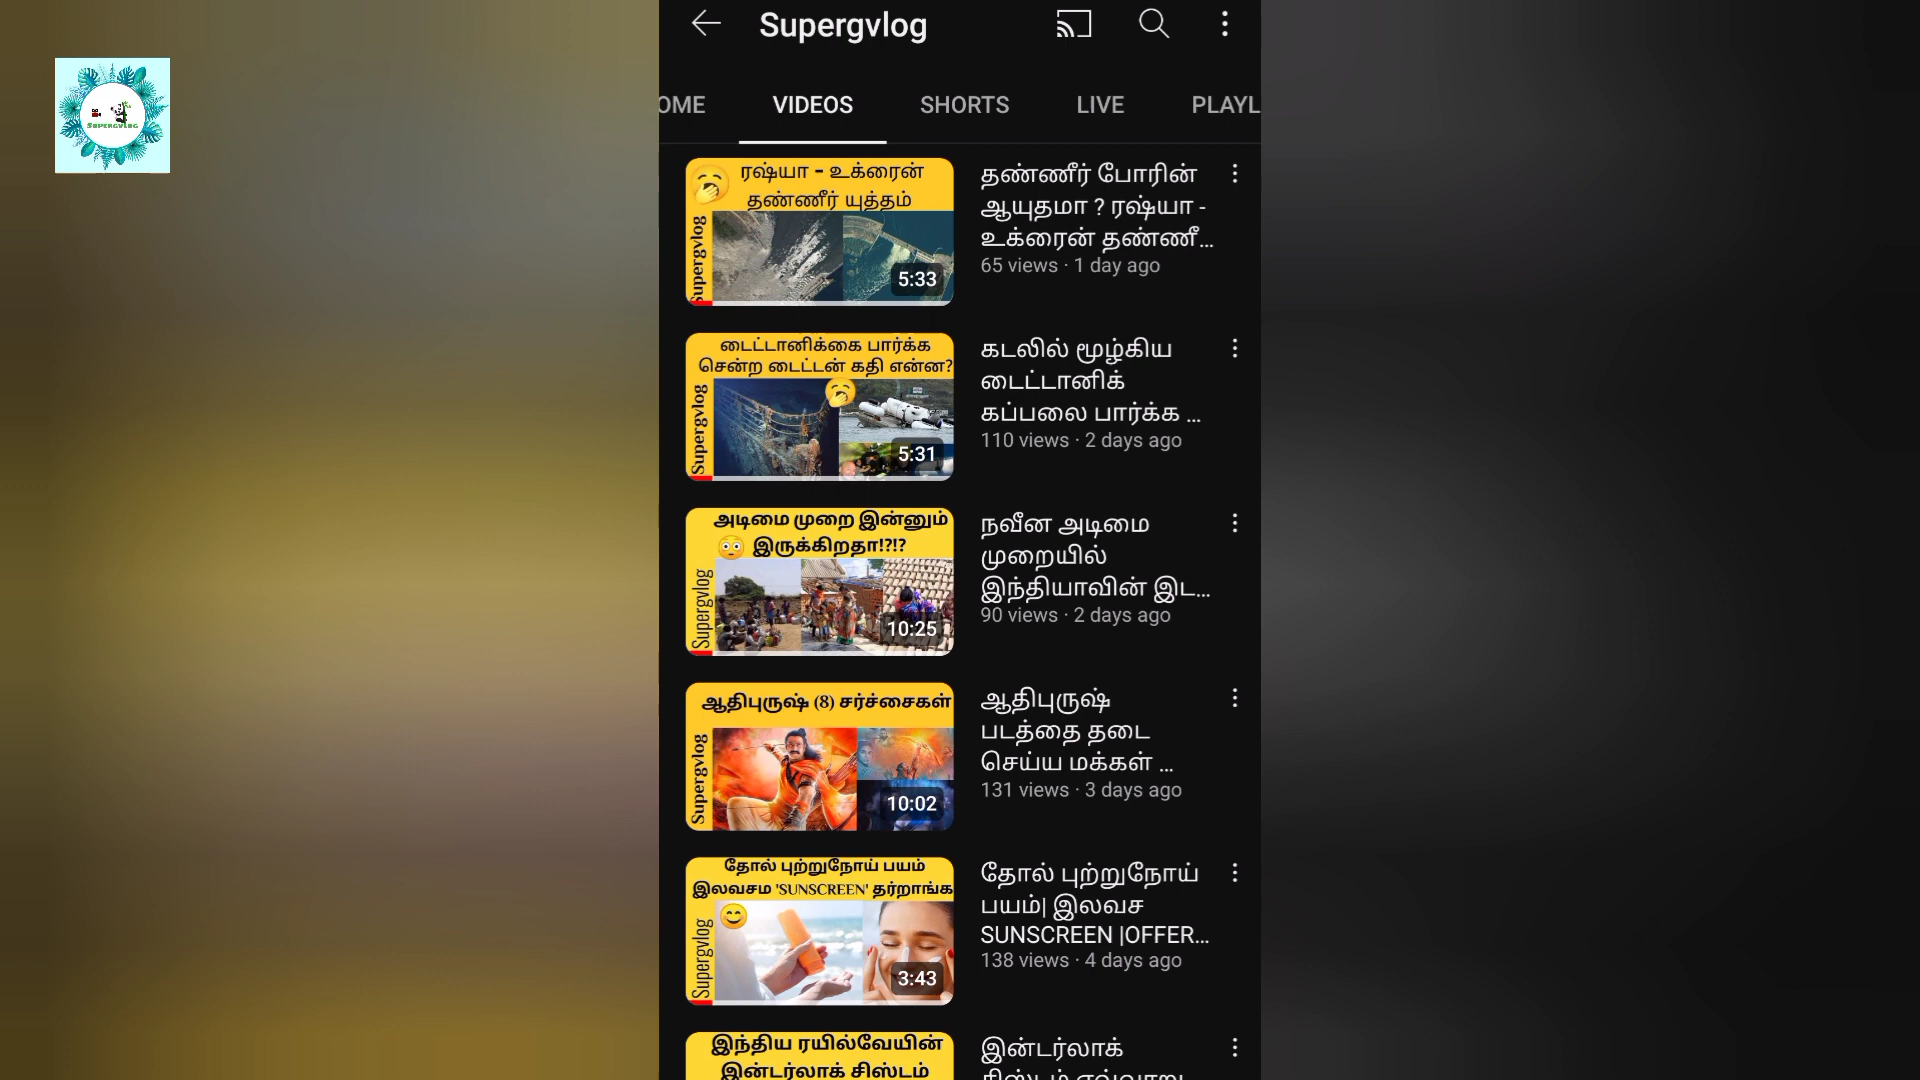 Supergvlog
SUPERGVLOG
OME VIDEOS SHORTS LIVE PLAYL
ரஷ்யா - உக்ரைன்
தண்ணீர் யுத்தம்
Supergvlog
5:33
தண்ணீர் போரின்
ஆயுதமா ? ரஷ்யா -
உக்ரைன் தண்ணீ...
65 views · 1 day ago
டைட்டானிக்கை பார்க்க
சென்ற டைட்டன் கதி என்ன?
Supergvlog
5:31
கடலில் மூழ்கிய
டைட்டானிக்
கப்பலை பார்க்க ...
110 views · 2 days ago
அடிமை முறை இன்னும்
இருக்கிறதா!?!?
Supergvlog
10:25
நவீன அடிமை
முறையில்
இந்தியாவின் இட...
90 views · 2 days ago
ஆதிபுருஷ் (8) சர்ச்சைகள்
Supergvlog
10:02
ஆதிபுருஷ்
படத்தை தடை
செய்ய மக்கள் ...
131 views · 3 days ago
தோல் புற்றுநோய் பயம்
இலவசம 'SUNSCREEN' தர்றாங்க
Supergvlog
3:43
தோல் புற்றுநோய்
பயம்| இலவச
SUNSCREEN |OFFER...
138 views · 4 days ago
இந்திய ரயில்வேயின்
இன்டர்லாக் சிஸ்டம்
இன்டர்லாக்